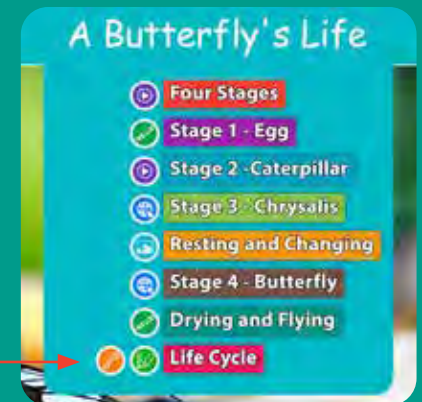 A Butterfly's Life
Four Stages
Stage 1 - Egg
Stage 2 -Caterpillar
Stage 3 - Chrysalis
Resting and Changing
Stage 4 - Butterfly
Drying and Flying
Life Cycle